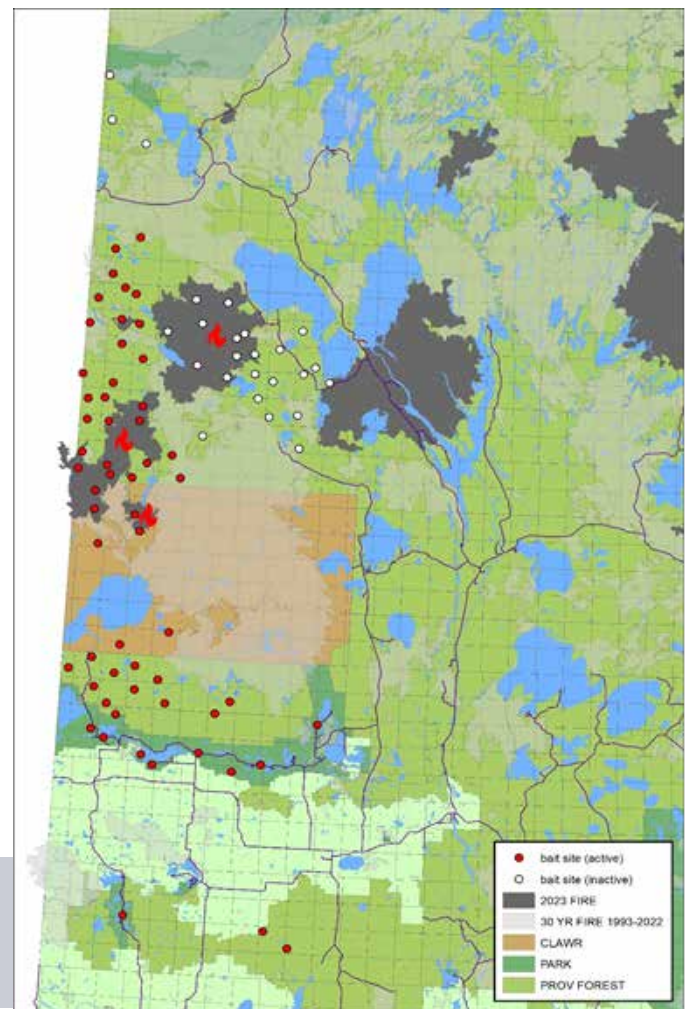 bait site (active)
bait site (inactive)
2023 FIRE
30 YR FIRE 1993-2022
CLAWR
PARK
PROV FOREST